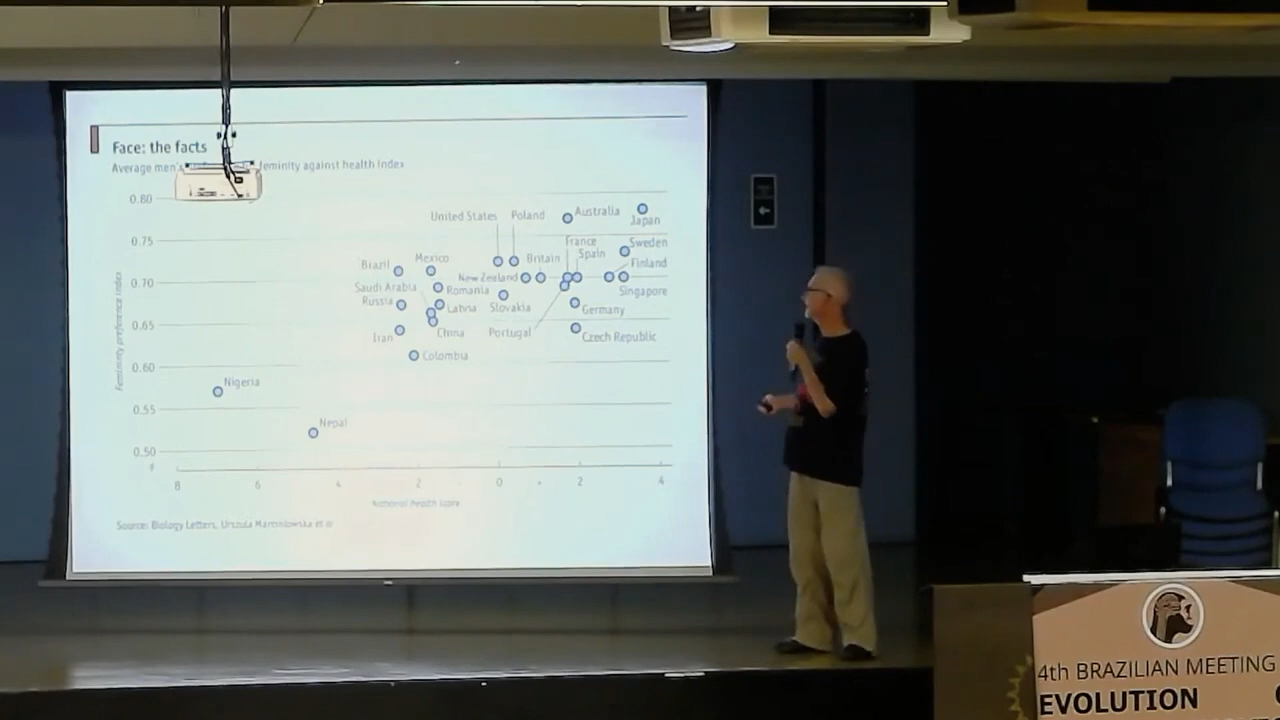 Face: the facts
Average men's feminity against health index
0.80
0.75
0.70
0.65
0.60
0.55
0.50
Feminity preference index
United States
Poland
Australia
Japan
France
Sweden
Brazil
Mexico
Britain
Spain
New Zealand
Finland
Saudi Arabia
Romania
Singapore
Russia
Latvia
Slovakia
Germany
Iran
China
Portugal
Czech Republic
Colombia
Nigeria
Nepal
8 6 4 2 0 + 2 4
National health score
Source: Biology Letters, Urszula Marcinkowska et al
4th BRAZILIAN MEETING
EVOLUTION